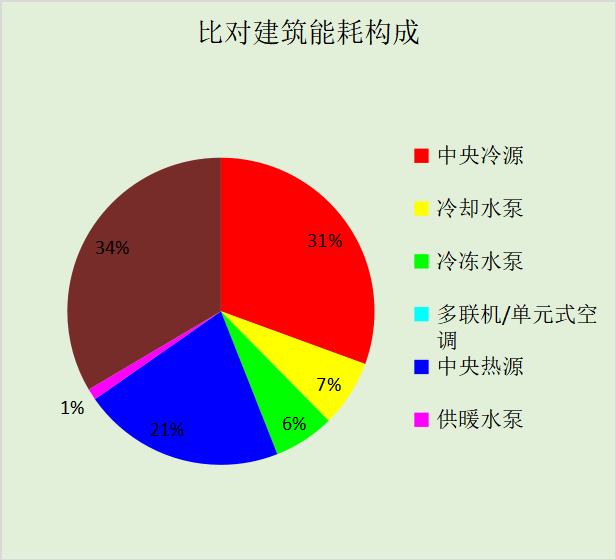 比对建筑能耗构成
中央冷源
冷却水泵
冷冻水泵
多联机/单元式空
调
中央热源
供暖水泵
31%
7%
6%
21%
1%
34%